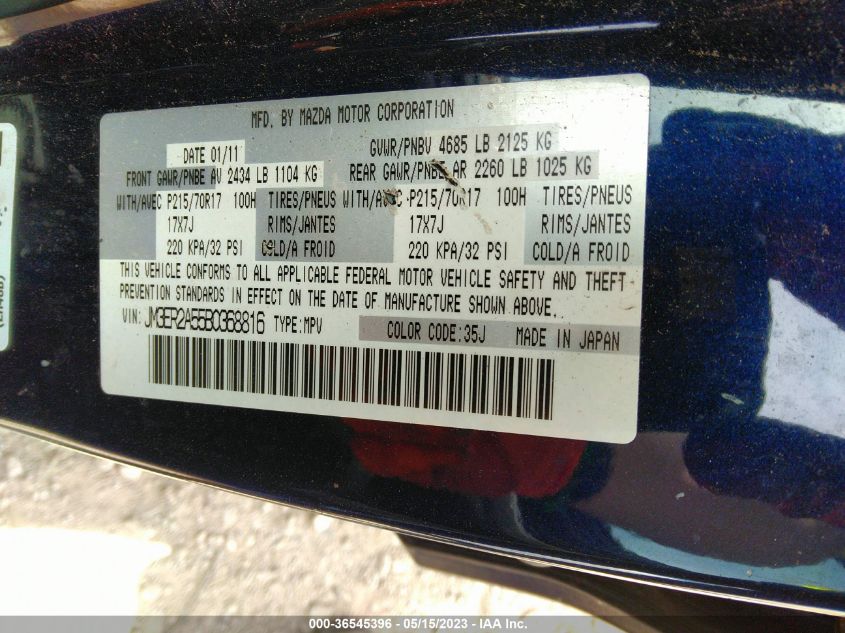 MFD. BY MAZDA MOTOR CORPORATION
DATE 01/11 GVWR/PNBV 4685 LB 2125 KG
FRONT GAWR/PNBE AV 2434 LB 1104 KG REAR GAWR/PNBE AR 2260 LB 1025 KG
WITH/AVEC P215/70R17 100H TIRES/PNEUS WITH/AVEC P215/70R17 100H TIRES/PNEUS
17X7J RIMS/JANTES 17X7J RIMS/JANTES
220 KPA/32 PSI COLD/A FROID 220 KPA/32 PSI COLD/A FROID
THIS VEHICLE CONFORMS TO ALL APPLICABLE FEDERAL MOTOR VEHICLE SAFETY AND THEFT
PREVENTION STANDARDS IN EFFECT ON THE DATE OF MANUFACTURE SHOWN ABOVE.
VIN: JM3ER2A55B0368816 TYPE:MPV COLOR CODE:35J MADE IN JAPAN
000-36545396 - 05/15/2023 - IAA Inc.